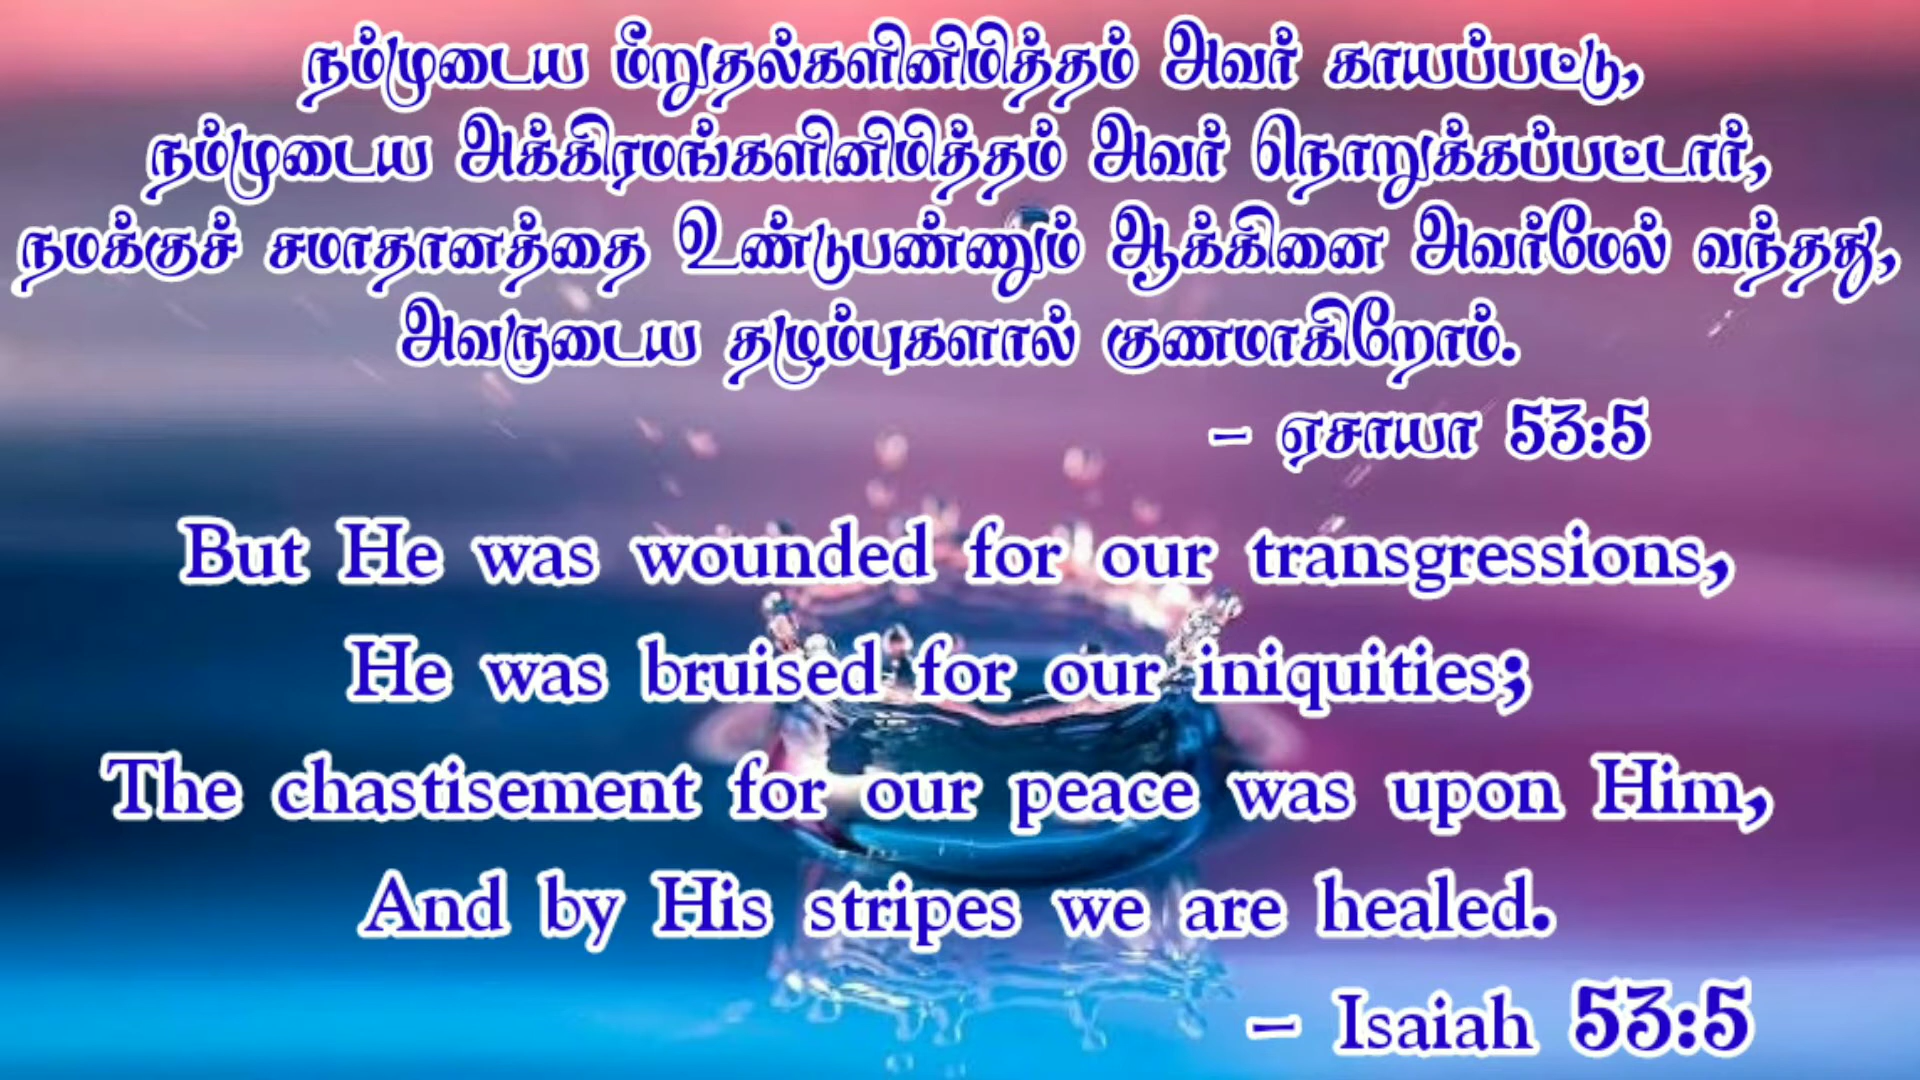 நம்முடைய மீறுதல்களினிமித்தம் அவர் காயப்பட்டு,
நம்முடைய அக்கிரமங்களினிமித்தம் அவர் நொறுக்கப்பட்டார்,
நமக்குச் சமாதானத்தை உண்டுபண்ணும் ஆக்கினை அவர்மேல் வந்தது,
அவருடைய தழும்புகளால் குணமாகிறோம்.
– ஏசாயா 53:5
But He was wounded for our transgressions,
He was bruised for our iniquities;
The chastisement for our peace was upon Him,
And by His stripes we are healed.
– Isaiah 53:5